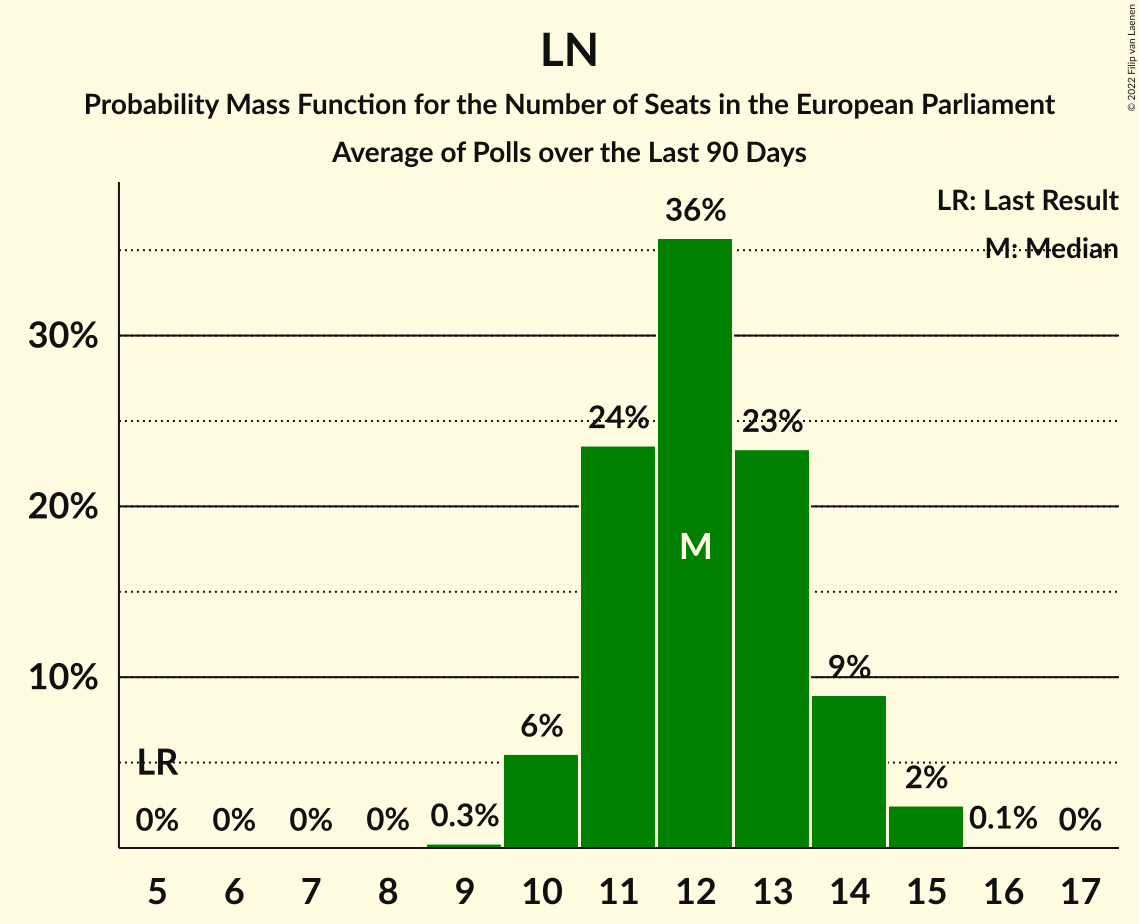 LN
Probability Mass Function for the Number of Seats in the European Parliament
Average of Polls over the Last 90 Days
© 2022 Filip van Laenen
LR: Last Result
M: Median
36%
30%
24%
23%
20%
M
10%
9%
6%
LR
2%
0% 0% 0% 0% 0.3% 0.1% 0%
5 6 7 8 9 10 11 12 13 14 15 16 17